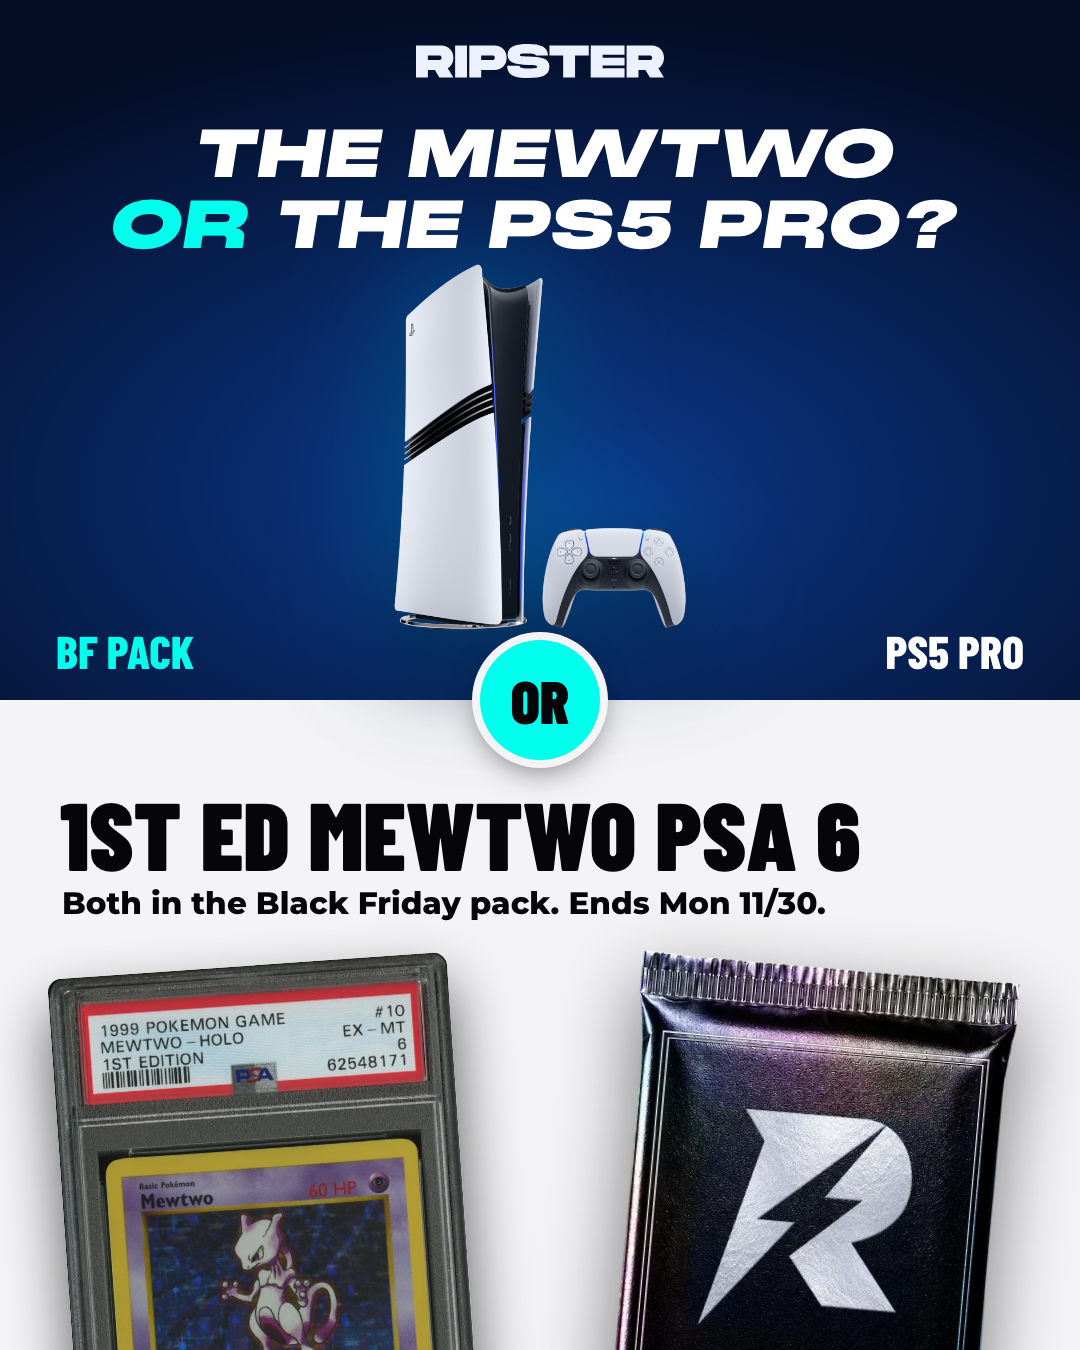 RIPSTER
THE MEWTWO
OR THE PS5 PRO?
BF PACK
PS5 PRO
OR
1ST ED MEWTWO PSA 6
Both in the Black Friday pack. Ends Mon 11/30.
1999 POKEMON GAME #10
MEWTWO - HOLO EX - MT
1ST EDITION 6
PSA 62548171
Basic Pokémon
Mewtwo 60 HP
R